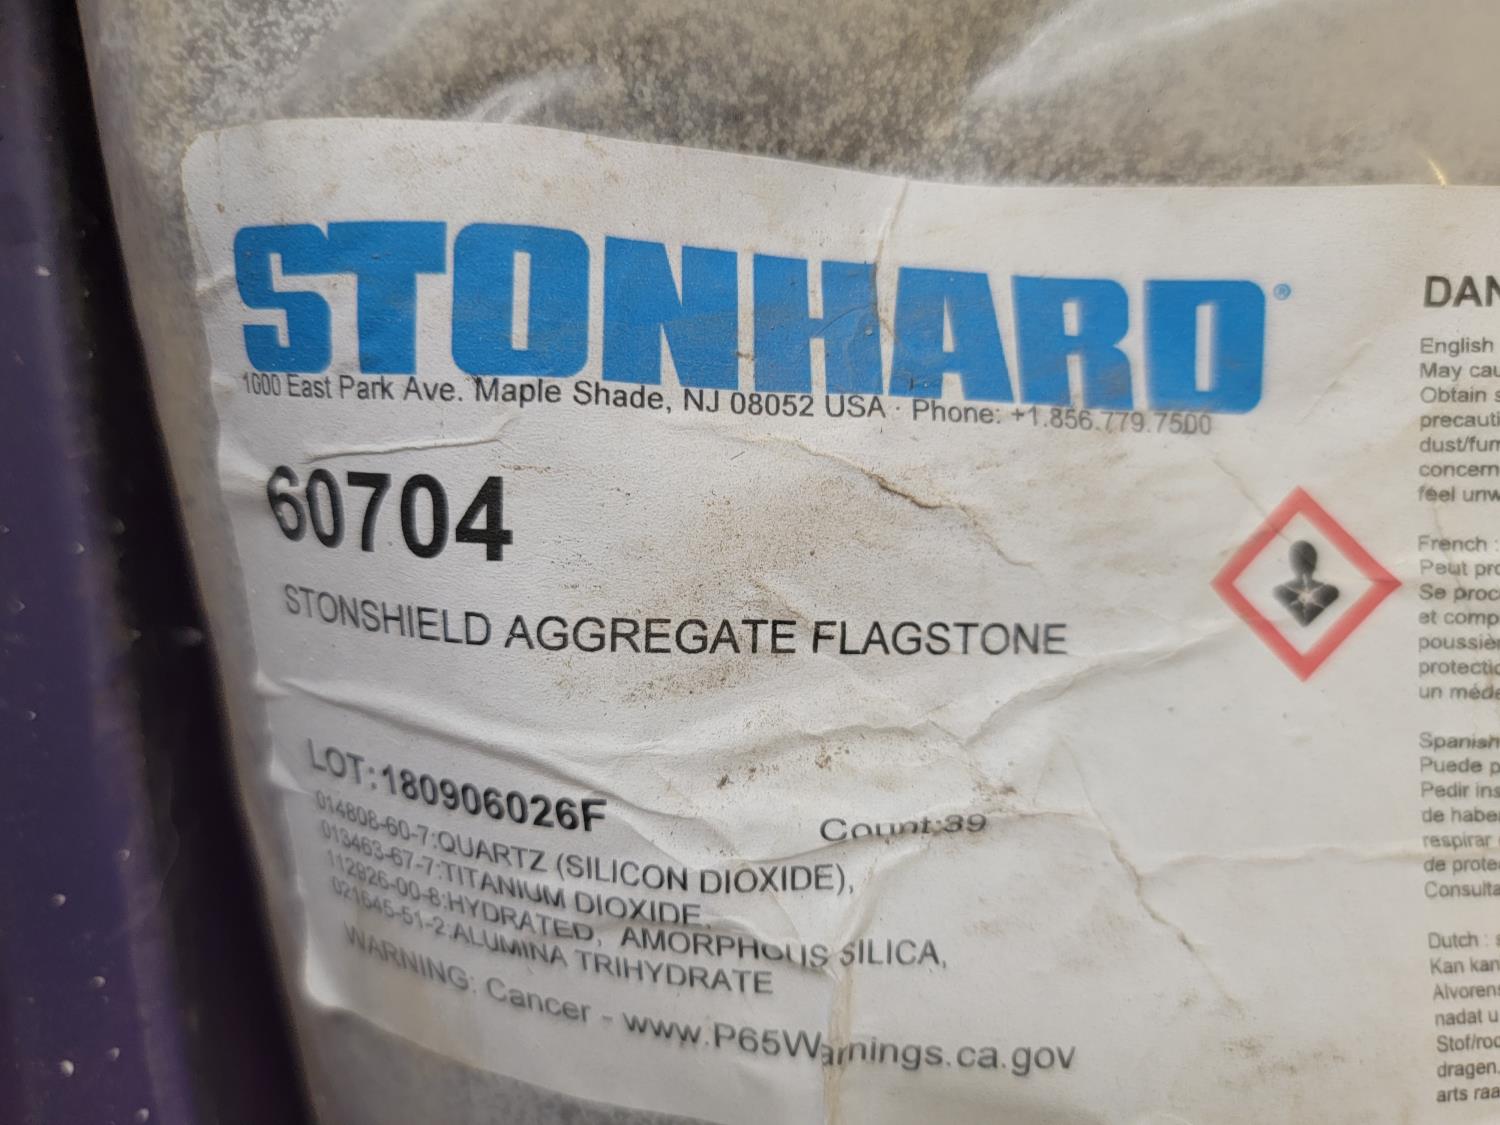 STONHARD®
1000 East Park Ave. Maple Shade, NJ 08052 USA · Phone: +1.856.779.7500
60704
STONSHIELD AGGREGATE FLAGSTONE
LOT:180906026F
Count:39
014808-60-7:QUARTZ (SILICON DIOXIDE),
013463-67-7:TITANIUM DIOXIDE,
112926-00-8:HYDRATED, AMORPHOUS SILICA,
021645-51-2:ALUMINA TRIHYDRATE
WARNING: Cancer - www.P65Warnings.ca.gov
DAN
English
May cau
Obtain s
precauti
dust/fum
concern
feel unw
French :
Peut pro
Se proc
et comp
poussiè
protectio
un méde
Spanish
Puede p
Pedir ins
de habe
respirar
de prote
Consulta
Dutch : s
Kan kan
Alvorens
nadat u
Stof/roo
dragen.
arts raa